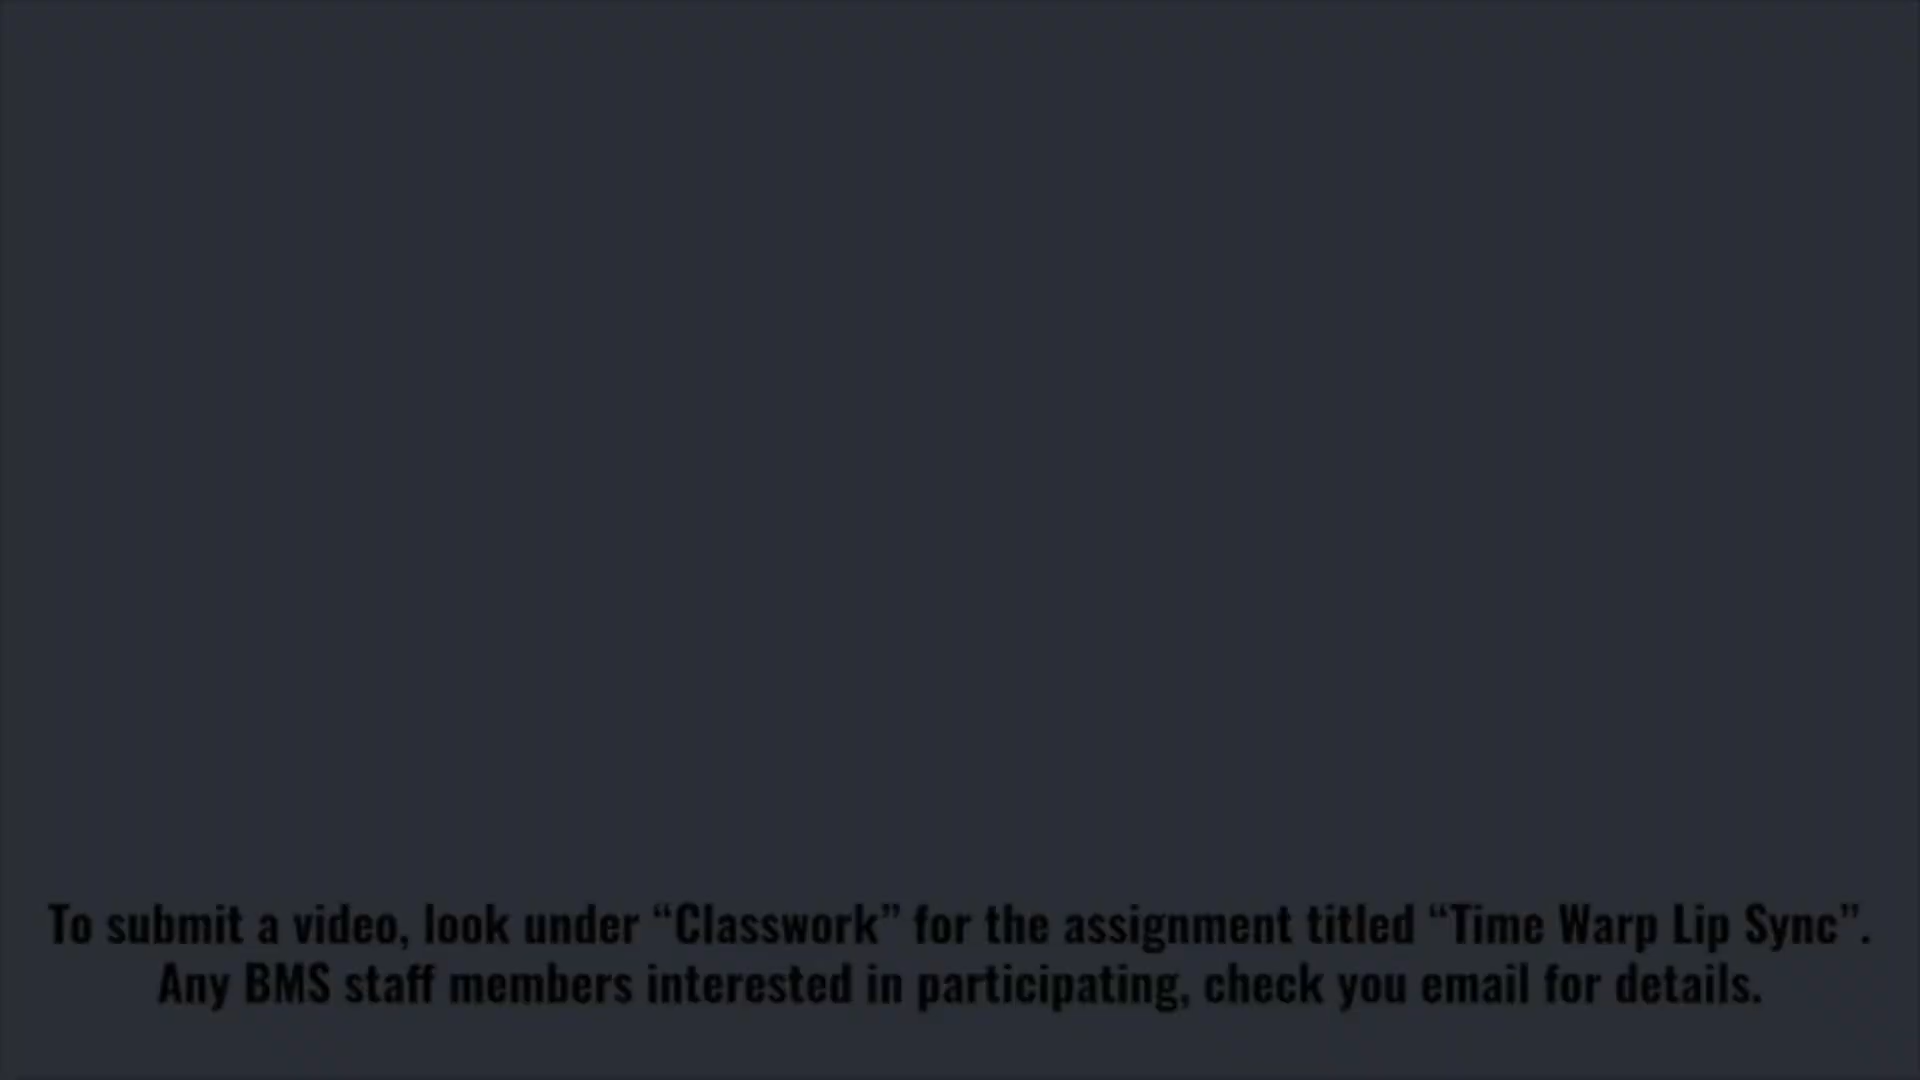 To submit a video, look under “Classwork” for the assignment titled “Time Warp Lip Sync”.
Any BMS staff members interested in participating, check you email for details.